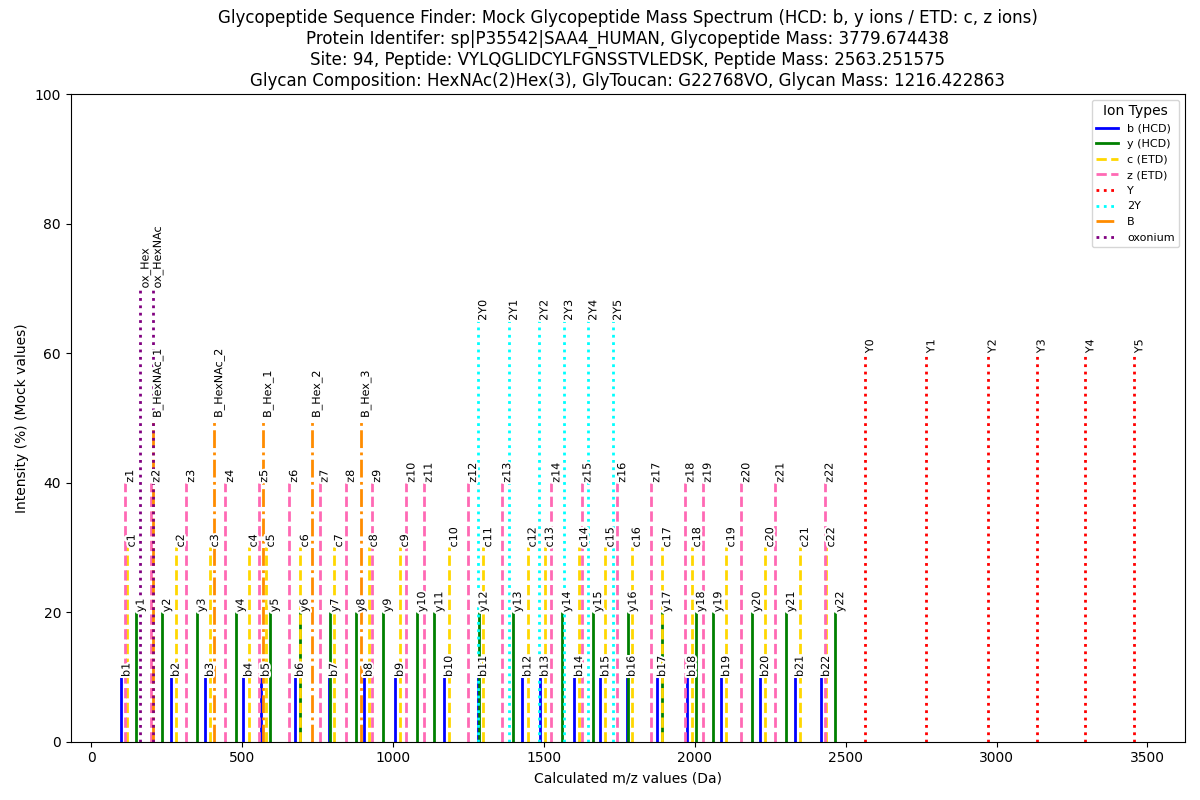 Glycopeptide Sequence Finder: Mock Glycopeptide Mass Spectrum (HCD: b, y ions / ETD: c, z ions)
Protein Identifer: sp|P35542|SAA4_HUMAN, Glycopeptide Mass: 3779.674438
Site: 94, Peptide: VYLQGLIDCYLFGNSSTVLEDSK, Peptide Mass: 2563.251575
Glycan Composition: HexNAc(2)Hex(3), GlyToucan: G22768VO, Glycan Mass: 1216.422863
Intensity (%) (Mock values)
100
80
60
40
20
0
Ion Types
b (HCD)
y (HCD)
c (ETD)
z (ETD)
Y
2Y
B
oxonium
ox_Hex
ox_HexNAc
2Y0
2Y1
2Y2
2Y3
2Y4
2Y5
Y0
Y1
Y2
Y3
Y4
Y5
B_HexNAc_1
B_HexNAc_2
B_Hex_1
B_Hex_2
B_Hex_3
z1
z2
z3
z4
z5
z6
z7
z8
z9
z10
z11
z12
z13
z14
z15
z16
z17
z18
z19
z20
z21
z22
c1
c2
c3
c4
c5
c6
c7
c8
c9
c10
c11
c12
c13
c14
c15
c16
c17
c18
c19
c20
c21
c22
y1
y2
y3
y4
y5
y6
y7
y8
y9
y10
y11
y12
y13
y14
y15
y16
y17
y18
y19
y20
y21
y22
b1
b2
b3
b4
b5
b6
b7
b8
b9
b10
b11
b12
b13
b14
b15
b16
b17
b18
b19
b20
b21
b22
0
500
1000
1500
2000
2500
3000
3500
Calculated m/z values (Da)